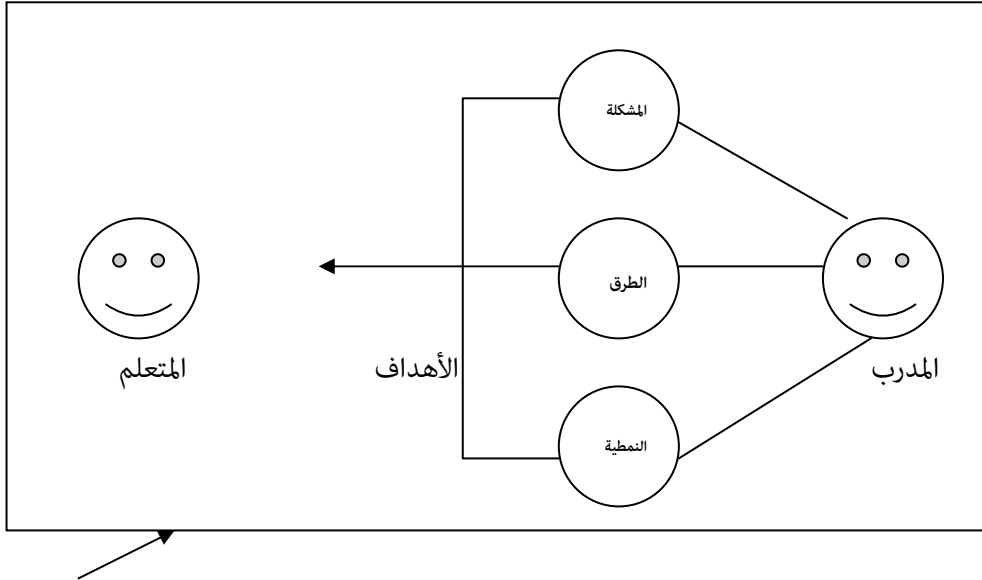 المشكلة
الطرق
النمطية
المدرب
الأهداف
المتعلم